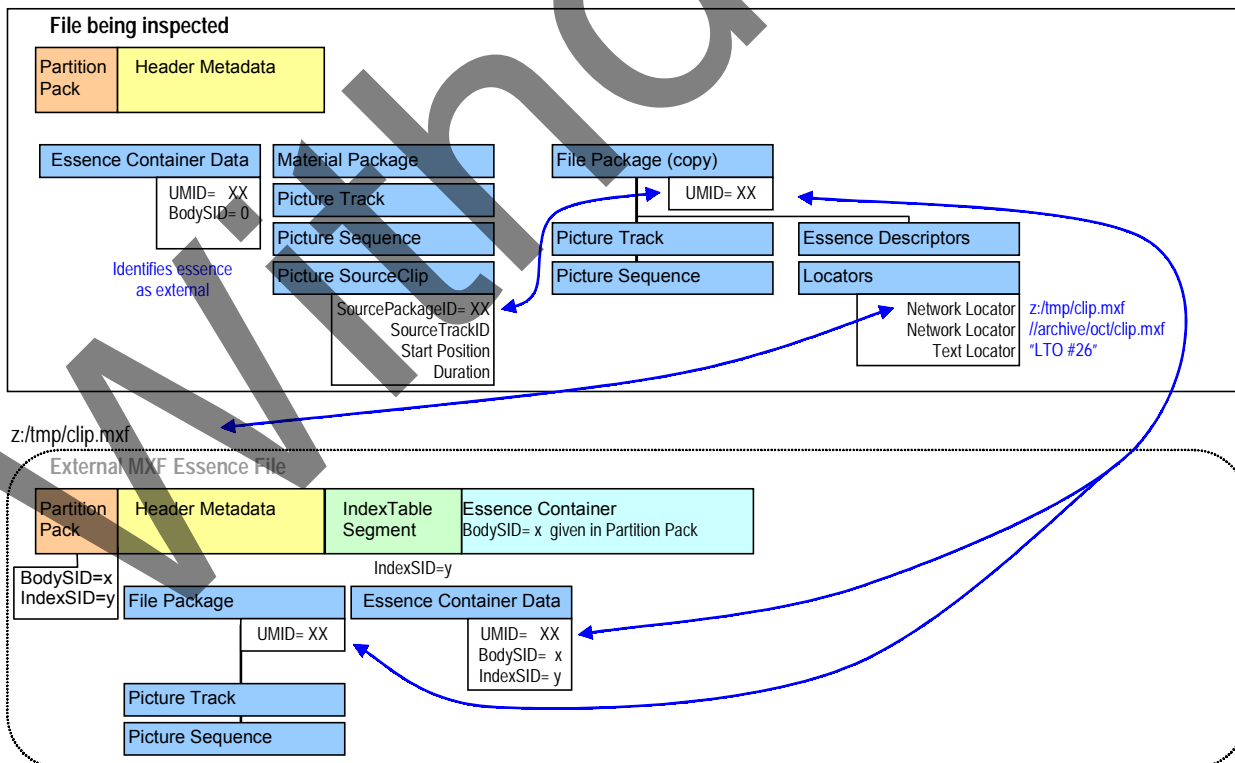 File being inspected
Partition
Pack
Header Metadata
Essence Container Data
UMID= XX
BodySID= 0
Identifies essence
as external
Material Package
Picture Track
Picture Sequence
Picture SourceClip
SourcePackageID= XX
SourceTrackID
Start Position
Duration
File Package (copy)
UMID= XX
Picture Track
Picture Sequence
Essence Descriptors
Locators
Network Locator
Network Locator
Text Locator
z:/tmp/clip.mxf
//archive/oct/clip.mxf
"LTO #26"
z:/tmp/clip.mxf
External MXF Essence File
Partition
Pack
Header Metadata
IndexTable
Segment
Essence Container
BodySID= x given in Partition Pack
IndexSID=y
BodySID=x
IndexSID=y
File Package
UMID= XX
Picture Track
Picture Sequence
Essence Container Data
UMID= XX
BodySID= x
IndexSID= y